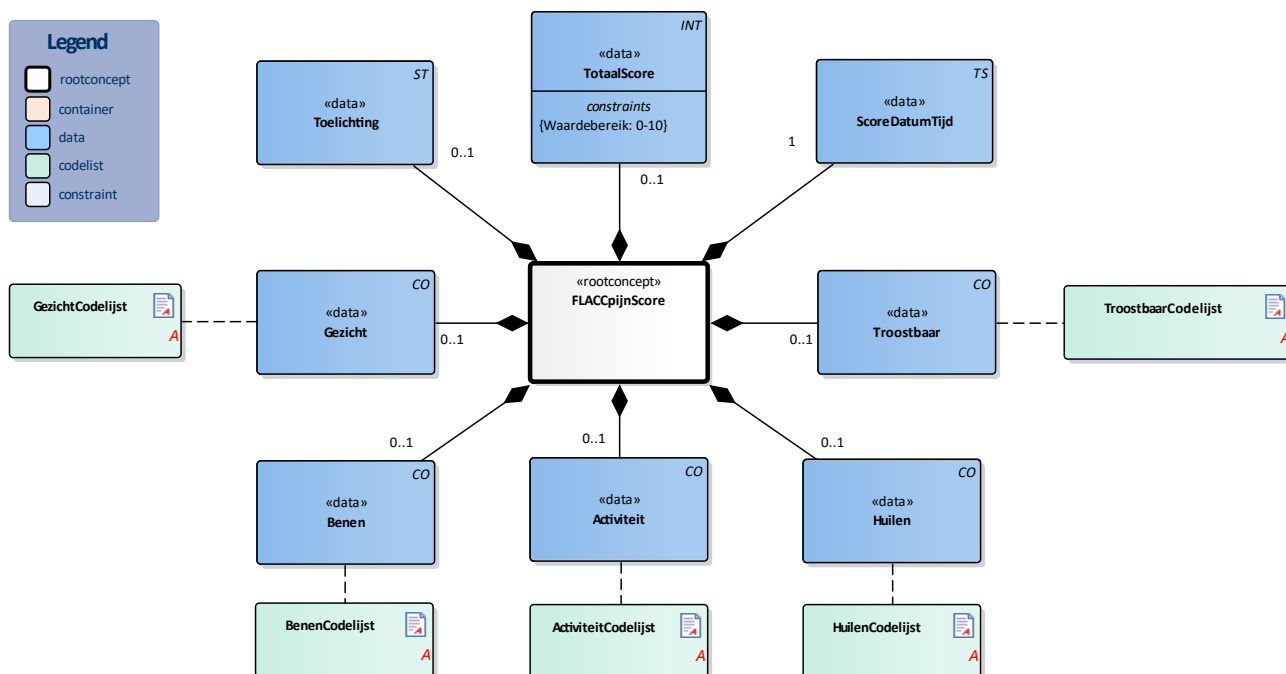 Legend
rootconcept
container
data
codelist
constraint
ST
«data»
Toelichting
0..1
INT
«data»
TotaalScore
constraints
{Waardebereik: 0-10}
0..1
TS
«data»
ScoreDatumTijd
1
«rootconcept»
FLACCpijnScore
GezichtCodelijst
A
CO
«data»
Gezicht
0..1
CO
«data»
Troostbaar
0..1
TroostbaarCodelijst
A
0..1
CO
«data»
Benen
0..1
CO
«data»
Activiteit
0..1
CO
«data»
Huilen
BenenCodelijst
A
ActiviteitCodelijst
A
HuilenCodelijst
A